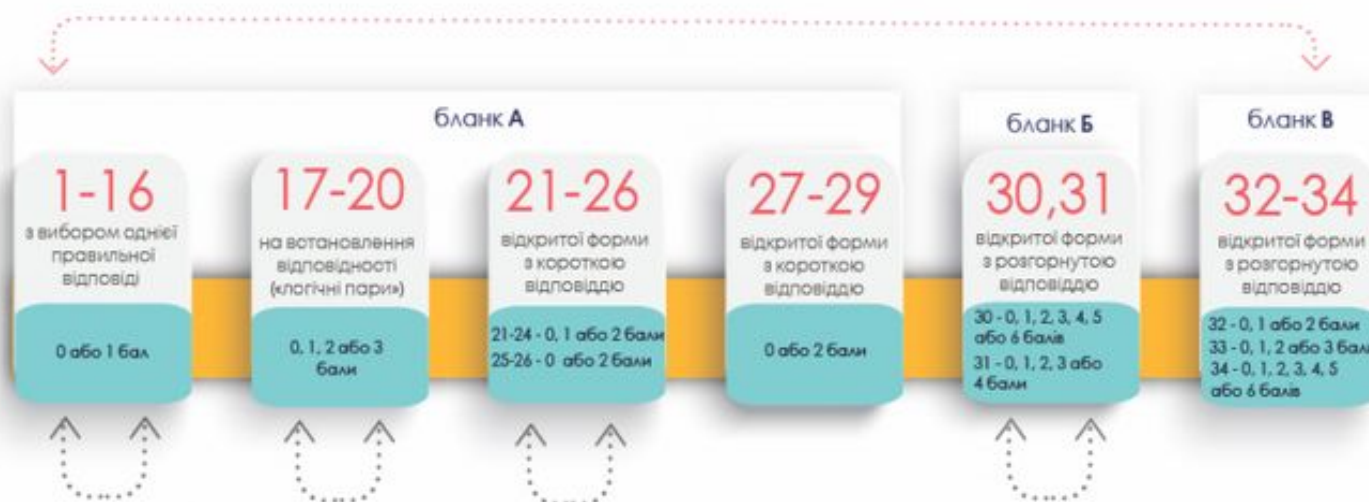 бланк А
1-16
з вибором однієї
правильної
відповіді
0 або 1 бал
17-20
на встановлення
відповідності
(«логічні пари»)
0, 1, 2 або 3
бали
21-26
відкритої форми
з короткою
відповіддю
21-24 - 0, 1 або 2 бали
25-26 - 0 або 2 бали
27-29
відкритої форми
з короткою
відповіддю
0 або 2 бали
бланк Б
30,31
відкритої форми
з розгорнутою
відповіддю
30 - 0, 1, 2, 3, 4, 5
або 6 балів
31 - 0, 1, 2, 3 або
4 бали
бланк В
32-34
відкритої форми
з розгорнутою
відповіддю
32 - 0, 1 або 2 бали
33 - 0, 1, 2 або 3 бали
34 - 0, 1, 2, 3, 4, 5
або 6 балів